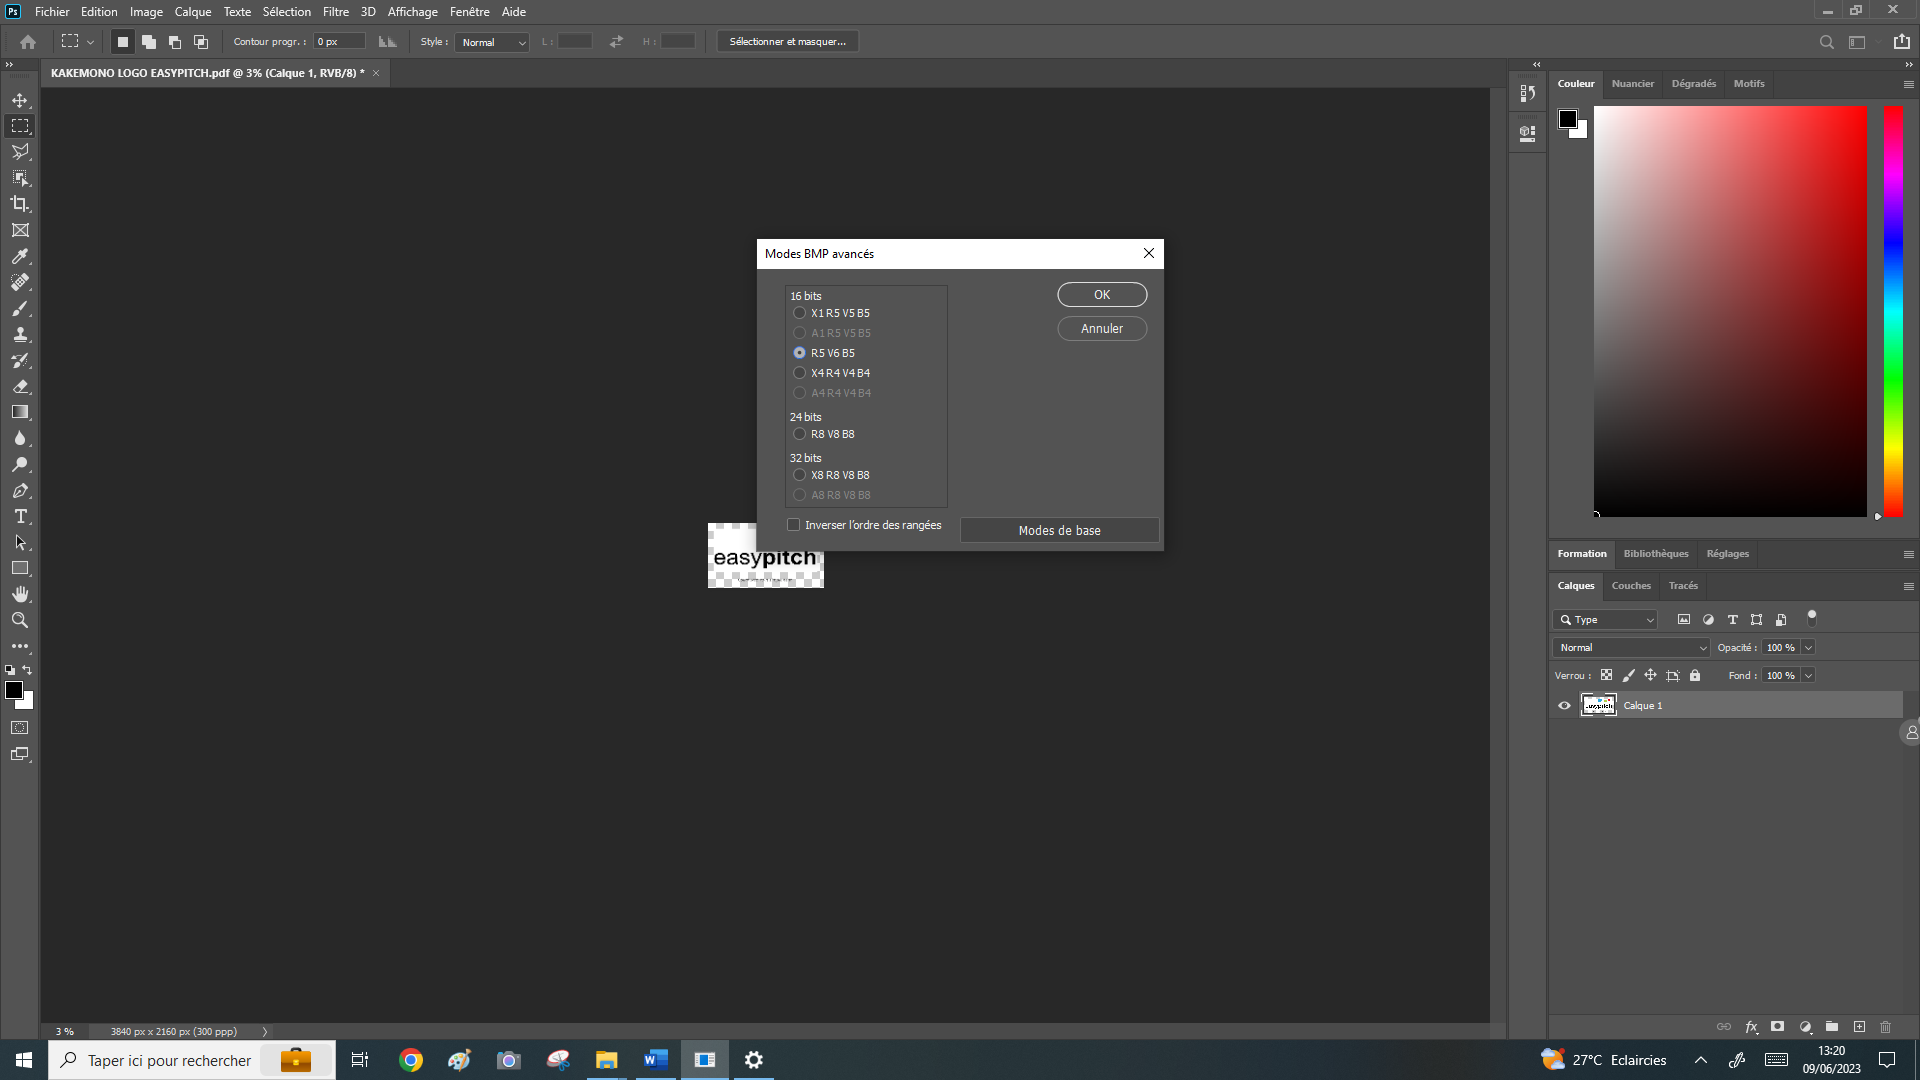 Ps Fichier Edition Image Calque Texte Sélection Filtre 3D Affichage Fenêtre Aide
Contour progr. : 0 px Style : Normal L : H : Sélectionner et masquer...
KAKEMONO LOGO EASYPITCH.pdf @ 3% (Calque 1, RVB/8) *
Couleur Nuancier Dégradés Motifs
Modes BMP avancés
16 bits
X1 R5 V5 B5
A1 R5 V5 B5
R5 V6 B5
X4 R4 V4 B4
A4 R4 V4 B4
24 bits
R8 V8 B8
32 bits
X8 R8 V8 B8
A8 R8 V8 B8
Inverser l'ordre des rangées
OK
Annuler
Modes de base
easypitch
Formation Bibliothèques Réglages
Calques Couches Tracés
Type
Normal Opacité : 100 %
Verrou : Fond : 100 %
Calque 1
3 % 3840 px x 2160 px (300 ppp)
Taper ici pour rechercher
W
27°C Eclaircies
13:20
09/06/2023